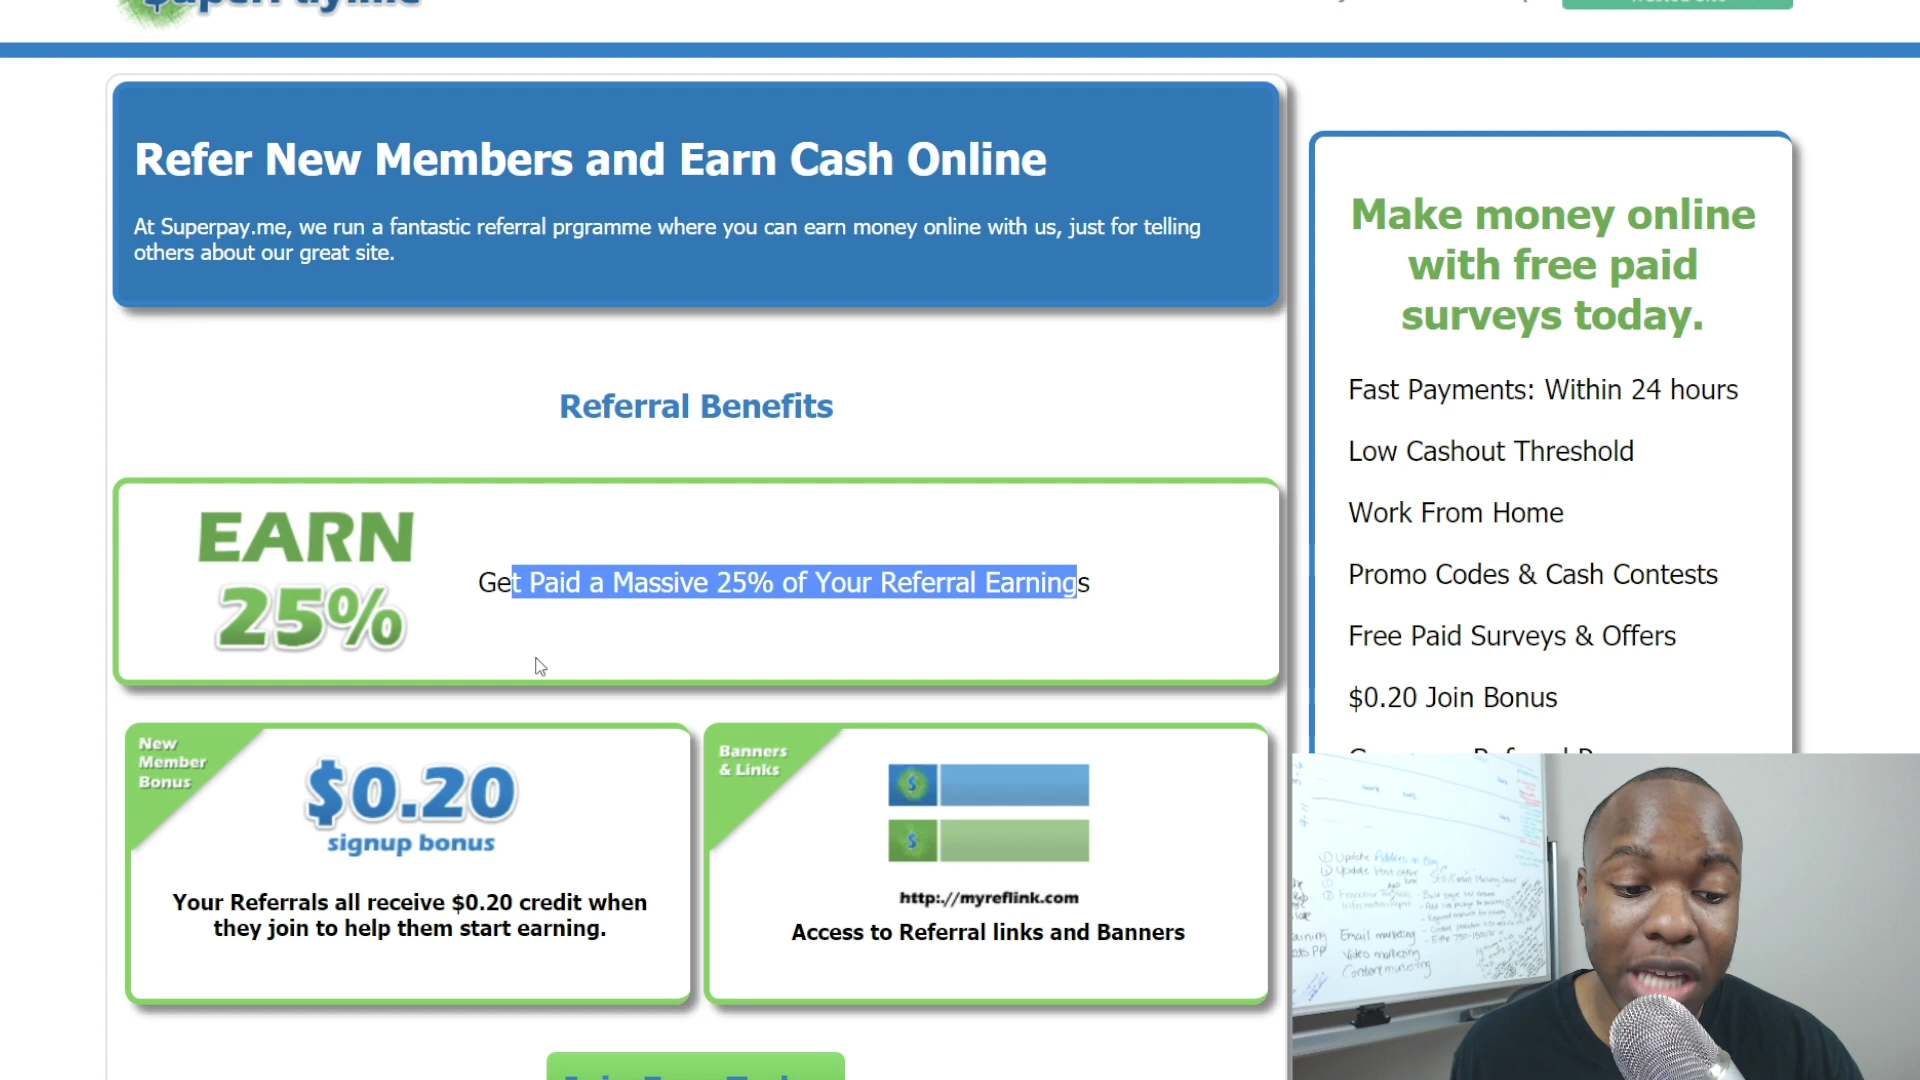 Refer New Members and Earn Cash Online
At Superpay.me, we run a fantastic referral prgramme where you can earn money online with us, just for telling
others about our great site.
Referral Benefits
EARN
25%
Get Paid a Massive 25% of Your Referral Earnings
New
Member
Bonus
$0.20
signup bonus
Your Referrals all receive $0.20 credit when
they join to help them start earning.
Banners
& Links
http://myreflink.com
Access to Referral links and Banners
Make money online
with free paid
surveys today.
Fast Payments: Within 24 hours
Low Cashout Threshold
Work From Home
Promo Codes & Cash Contests
Free Paid Surveys & Offers
$0.20 Join Bonus
Email marketing
Video marketing
Content marketing